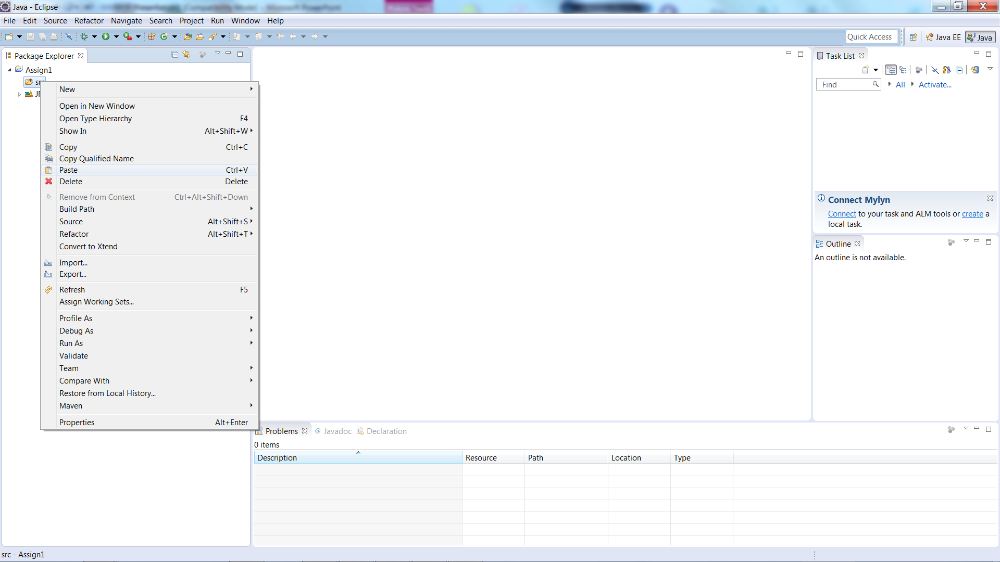 Java - Eclipse
File Edit Source Refactor Navigate Search Project Run Window Help
Quick Access
Java EE
Java
Package Explorer
Assign1
src
New
Open in New Window
Open Type Hierarchy F4
Show In Alt+Shift+W
Copy Ctrl+C
Copy Qualified Name
Paste Ctrl+V
Delete Delete
Remove from Context Ctrl+Alt+Shift+Down
Build Path
Source Alt+Shift+S
Refactor Alt+Shift+T
Convert to Xtend
Import...
Export...
Refresh F5
Assign Working Sets...
Profile As
Debug As
Run As
Validate
Team
Compare With
Restore from Local History...
Maven
Properties Alt+Enter
Task List
Find
All
Activate...
Connect Mylyn
Connect to your task and ALM tools or create a
local task.
Outline
An outline is not available.
Problems @ Javadoc Declaration
0 items
Description Resource Path Location Type
src - Assign1